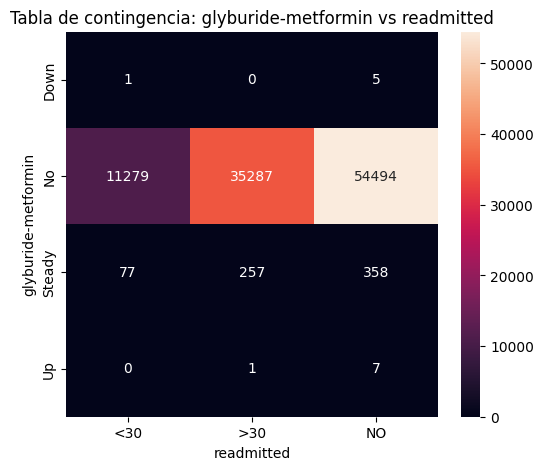 Tabla de contingencia: glyburide-metformin vs readmitted
glyburide-metformin
Down
No
Steady
Up
1 0 5
11279 35287 54494
77 257 358
0 1 7
<30 >30 NO
readmitted
50000
40000
30000
20000
10000
0